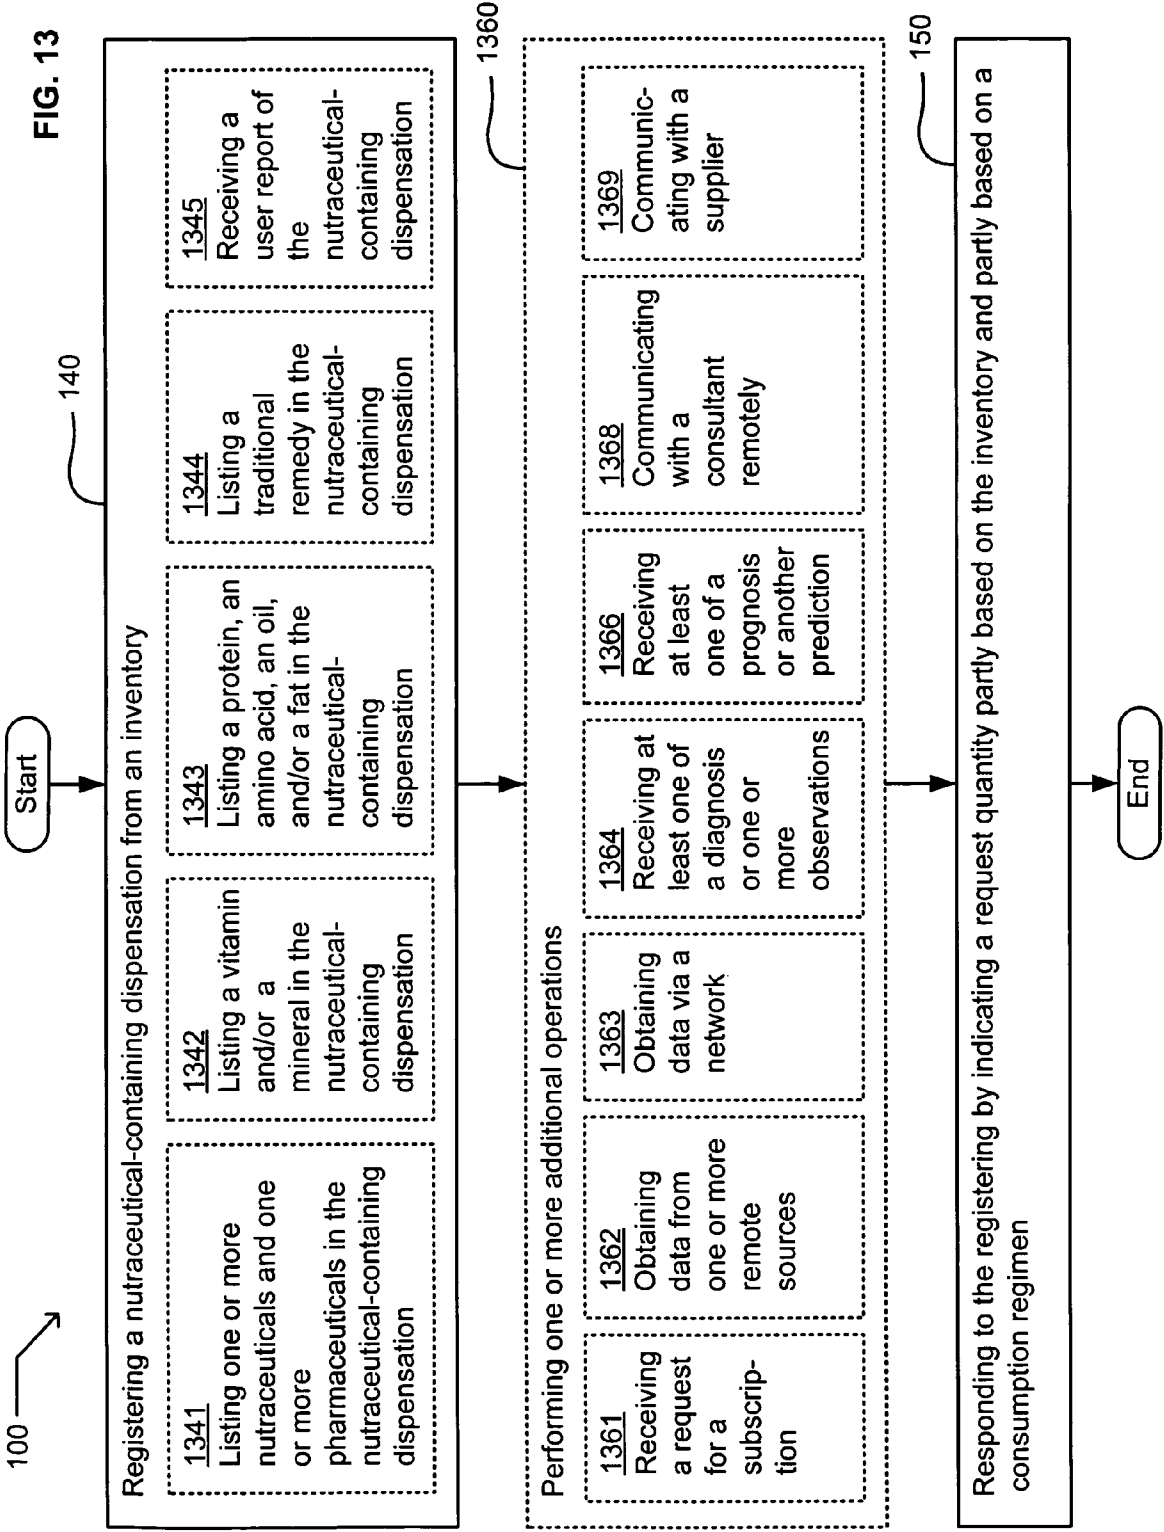 FIG. 13
100
Start
140
Registering a nutraceutical-containing dispensation from an inventory
1341
Listing one or more
nutraceuticals and one
or more
pharmaceuticals in the
nutraceutical-containing
dispensation
1342
Listing a vitamin
and/or a
mineral in the
nutraceutical-
containing
dispensation
1343
Listing a protein, an
amino acid, an oil,
and/or a fat in the
nutraceutical-
containing
dispensation
1344
Listing a
traditional
remedy in the
nutraceutical-
containing
dispensation
1345
Receiving a
user report of
the
nutraceutical-
containing
dispensation
1360
Performing one or more additional operations
1361
Receiving
a request
for a
subscrip-
tion
1362
Obtaining
data from
one or more
remote
sources
1363
Obtaining
data via a
network
1364
Receiving at
least one of
a diagnosis
or one or
more
observations
1366
Receiving
at least
one of a
prognosis
or another
prediction
1368
Communicating
with a
consultant
remotely
1369
Communic-
ating with a
supplier
150
Responding to the registering by indicating a request quantity partly based on the inventory and partly based on a
consumption regimen
End